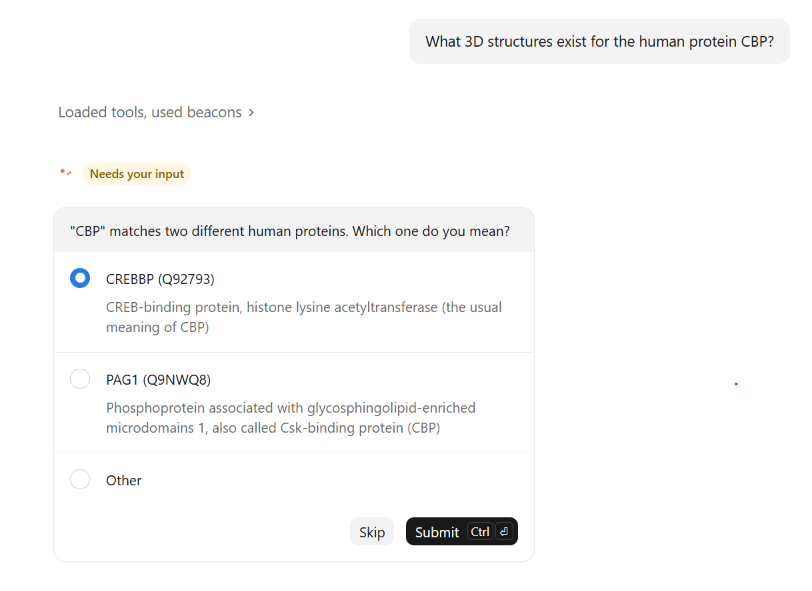 What 3D structures exist for the human protein CBP?
Loaded tools, used beacons >
Needs your input
"CBP" matches two different human proteins. Which one do you mean?
CREBBP (Q92793)
CREB-binding protein, histone lysine acetyltransferase (the usual
meaning of CBP)
PAG1 (Q9NWQ8)
Phosphoprotein associated with glycosphingolipid-enriched
microdomains 1, also called Csk-binding protein (CBP)
Other
Skip Submit Ctrl ⏎